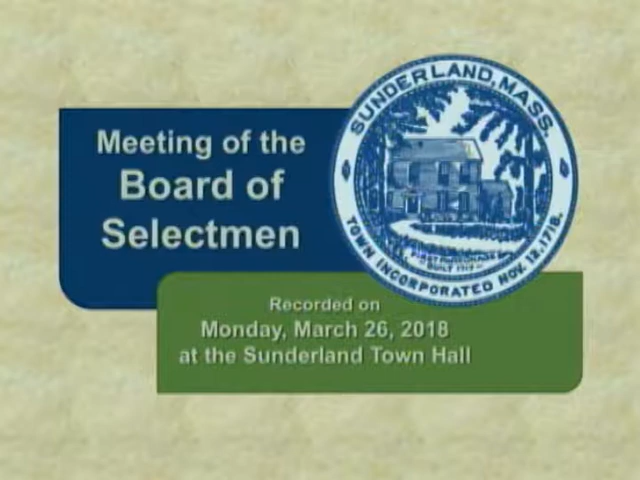 Meeting of the
Board of
Selectmen
SUNDERLAND, MASS.
BUILT
TOWN INCORPORATED NOV. 12, 1718.
Recorded on
Monday, March 26, 2018
at the Sunderland Town Hall